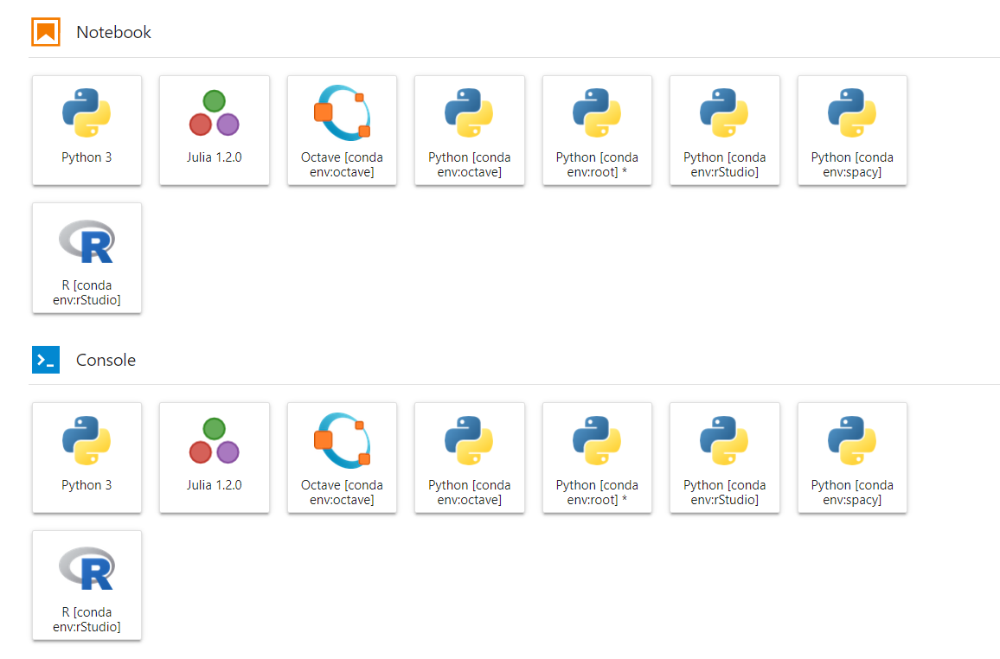 Notebook
Python 3
Julia 1.2.0
Octave [conda
env:octave]
Python [conda
env:octave]
Python [conda
env:root] *
Python [conda
env:rStudio]
Python [conda
env:spacy]
R [conda
env:rStudio]
Console
Python 3
Julia 1.2.0
Octave [conda
env:octave]
Python [conda
env:octave]
Python [conda
env:root] *
Python [conda
env:rStudio]
Python [conda
env:spacy]
R [conda
env:rStudio]